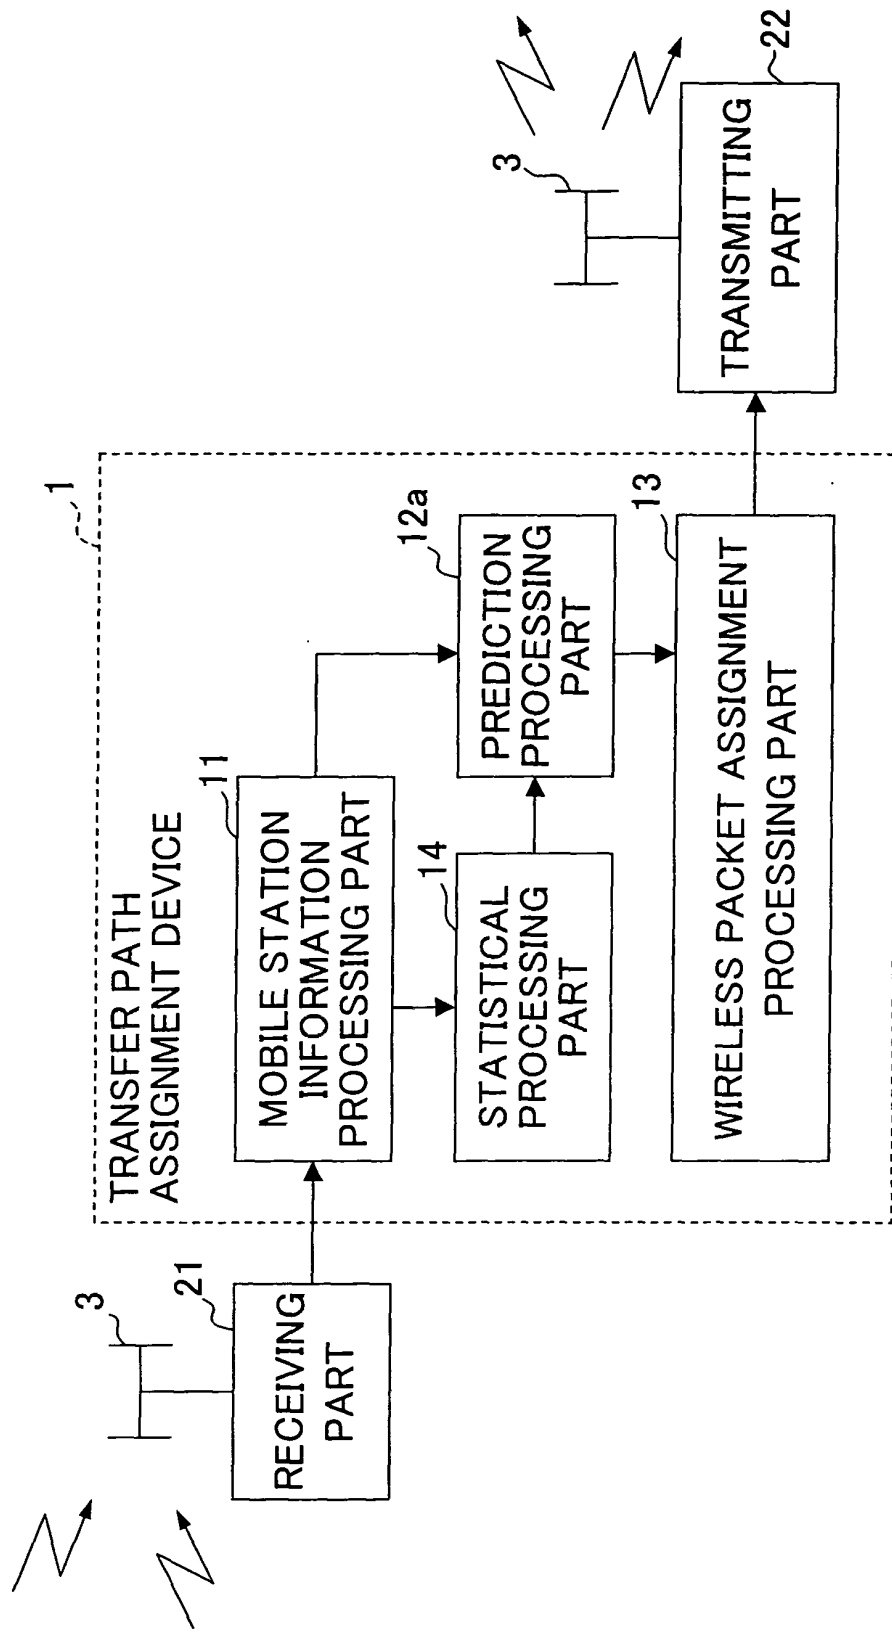 1
TRANSFER PATH
ASSIGNMENT DEVICE
3
21
RECEIVING
PART
11
MOBILE STATION
INFORMATION
PROCESSING PART
14
STATISTICAL
PROCESSING
PART
12a
PREDICTION
PROCESSING
PART
13
WIRELESS PACKET ASSIGNMENT
PROCESSING PART
3
22
TRANSMITTING
PART